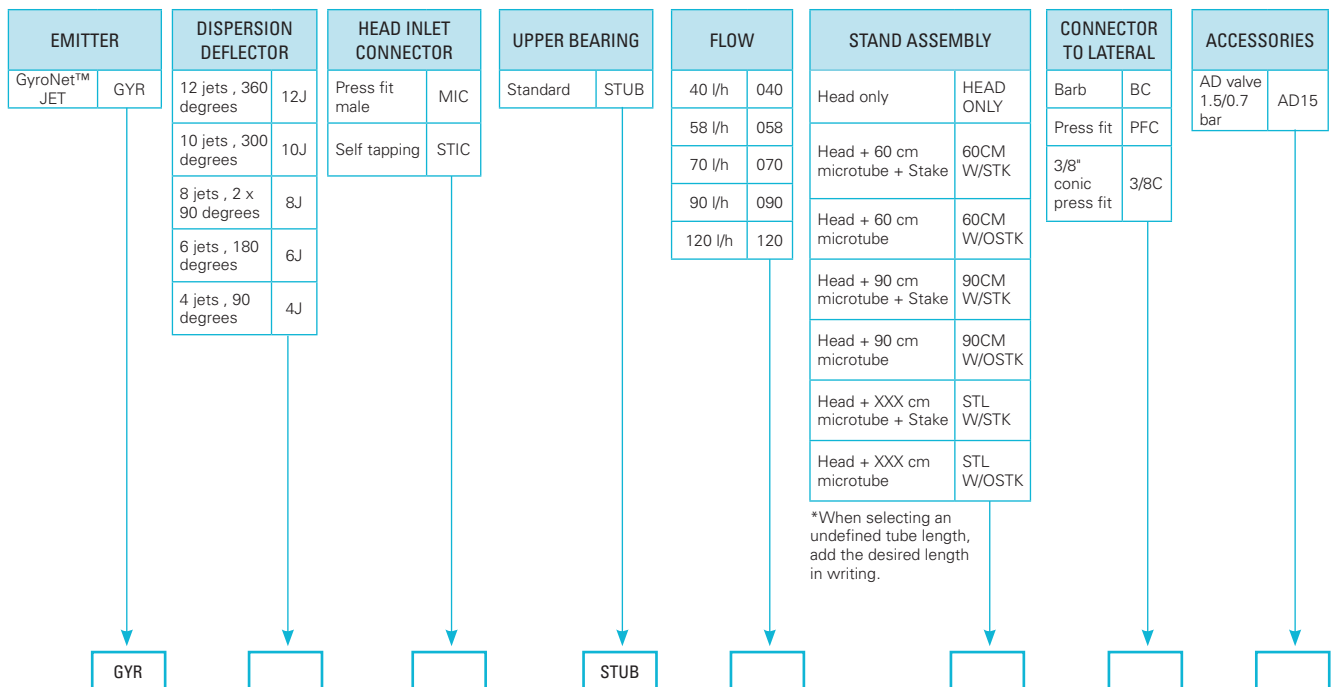 EMITTER
GyroNet™
JET
GYR
DISPERSION
DEFLECTOR
12 jets , 360
degrees
12J
10 jets , 300
degrees
10J
8 jets , 2 x
90 degrees
8J
6 jets , 180
degrees
6J
4 jets , 90
degrees
4J
HEAD INLET
CONNECTOR
Press fit
male
MIC
Self tapping
STIC
UPPER BEARING
Standard
STUB
FLOW
40 l/h
040
58 l/h
058
70 l/h
070
90 l/h
090
120 l/h
120
STAND ASSEMBLY
Head only
HEAD
ONLY
Head + 60 cm
microtube + Stake
60CM
W/STK
Head + 60 cm
microtube
60CM
W/OSTK
Head + 90 cm
microtube + Stake
90CM
W/STK
Head + 90 cm
microtube
90CM
W/OSTK
Head + XXX cm
microtube + Stake
STL
W/STK
Head + XXX cm
microtube
STL
W/OSTK
*When selecting an
undefined tube length,
add the desired length
in writing.
CONNECTOR
TO LATERAL
Barb
BC
Press fit
PFC
3/8"
conic
press fit
3/8C
ACCESSORIES
AD valve
1.5/0.7
bar
AD15
GYR
STUB